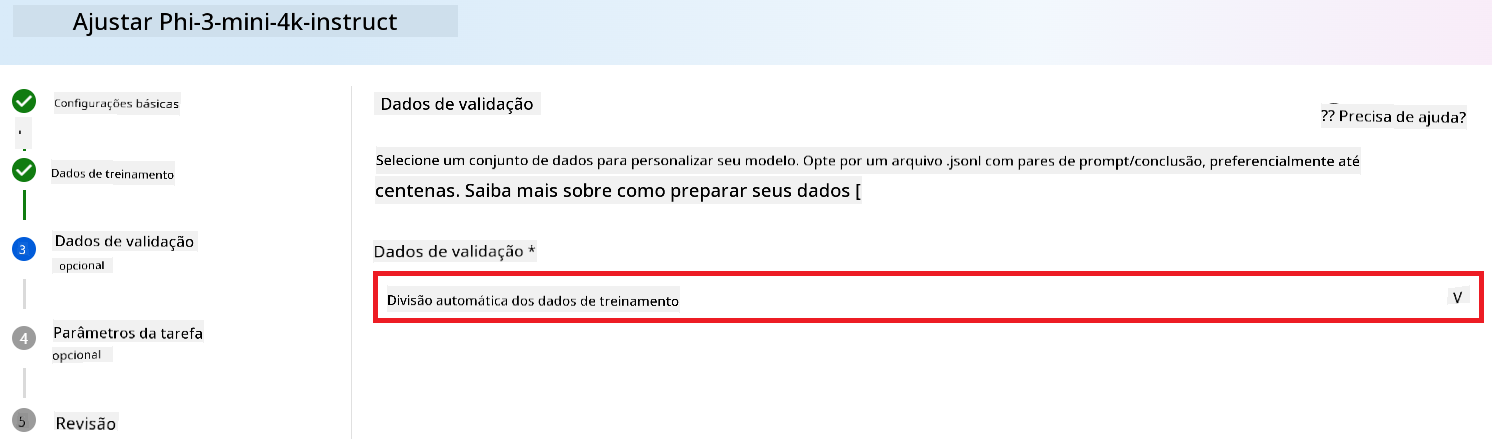 Ajustar Phi-3-mini-4k-instruct
Configurações básicas
Dados de treinamento
3
Dados de validação
opcional
4
Parâmetros da tarefa
opcional
5
Revisão
Dados de validação
?? Precisa de ajuda?
Selecione um conjunto de dados para personalizar seu modelo. Opte por um arquivo .jsonl com pares de prompt/conclusão, preferencialmente até
centenas. Saiba mais sobre como preparar seus dados [
Dados de validação *
Divisão automática dos dados de treinamento
V